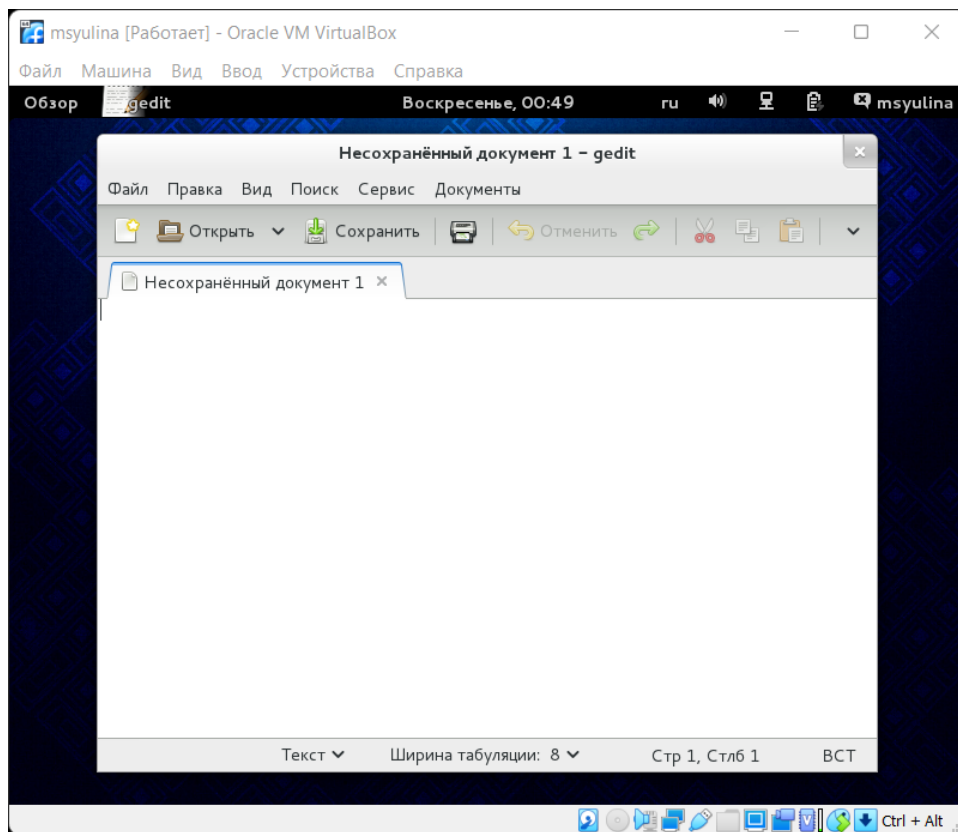 msyulina [Работает] - Oracle VM VirtualBox
Файл Машина Вид Ввод Устройства Справка
Обзор gedit Воскресенье, 00:49 ru msyulina
Несохранённый документ 1 – gedit
Файл Правка Вид Поиск Сервис Документы
Открыть Сохранить Отменить
Несохранённый документ 1
Текст Ширина табуляции: 8 Стр 1, Стлб 1 ВСТ
Ctrl + Alt